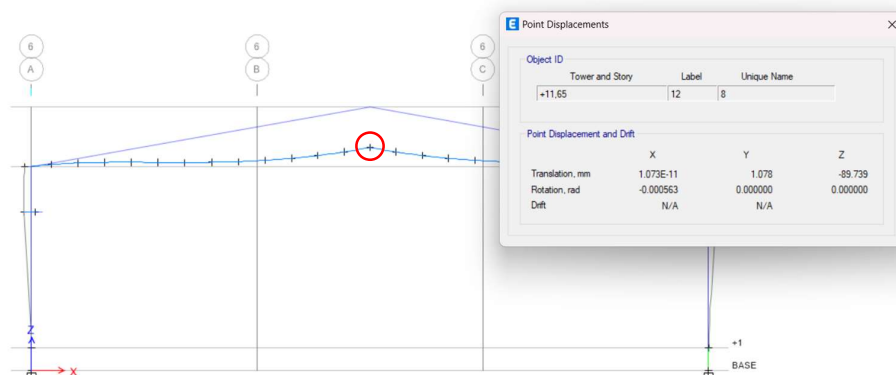 Point Displacements
Object ID
Tower and Story Label Unique Name
+11,65 12 8
Point Displacement and Drift
X Y Z
Translation, mm 1.073E-11 1.078 -89.739
Rotation, rad -0.000563 0.000000 0.000000
Drift N/A N/A
6 6 6
A B C
Z
X
+1
BASE